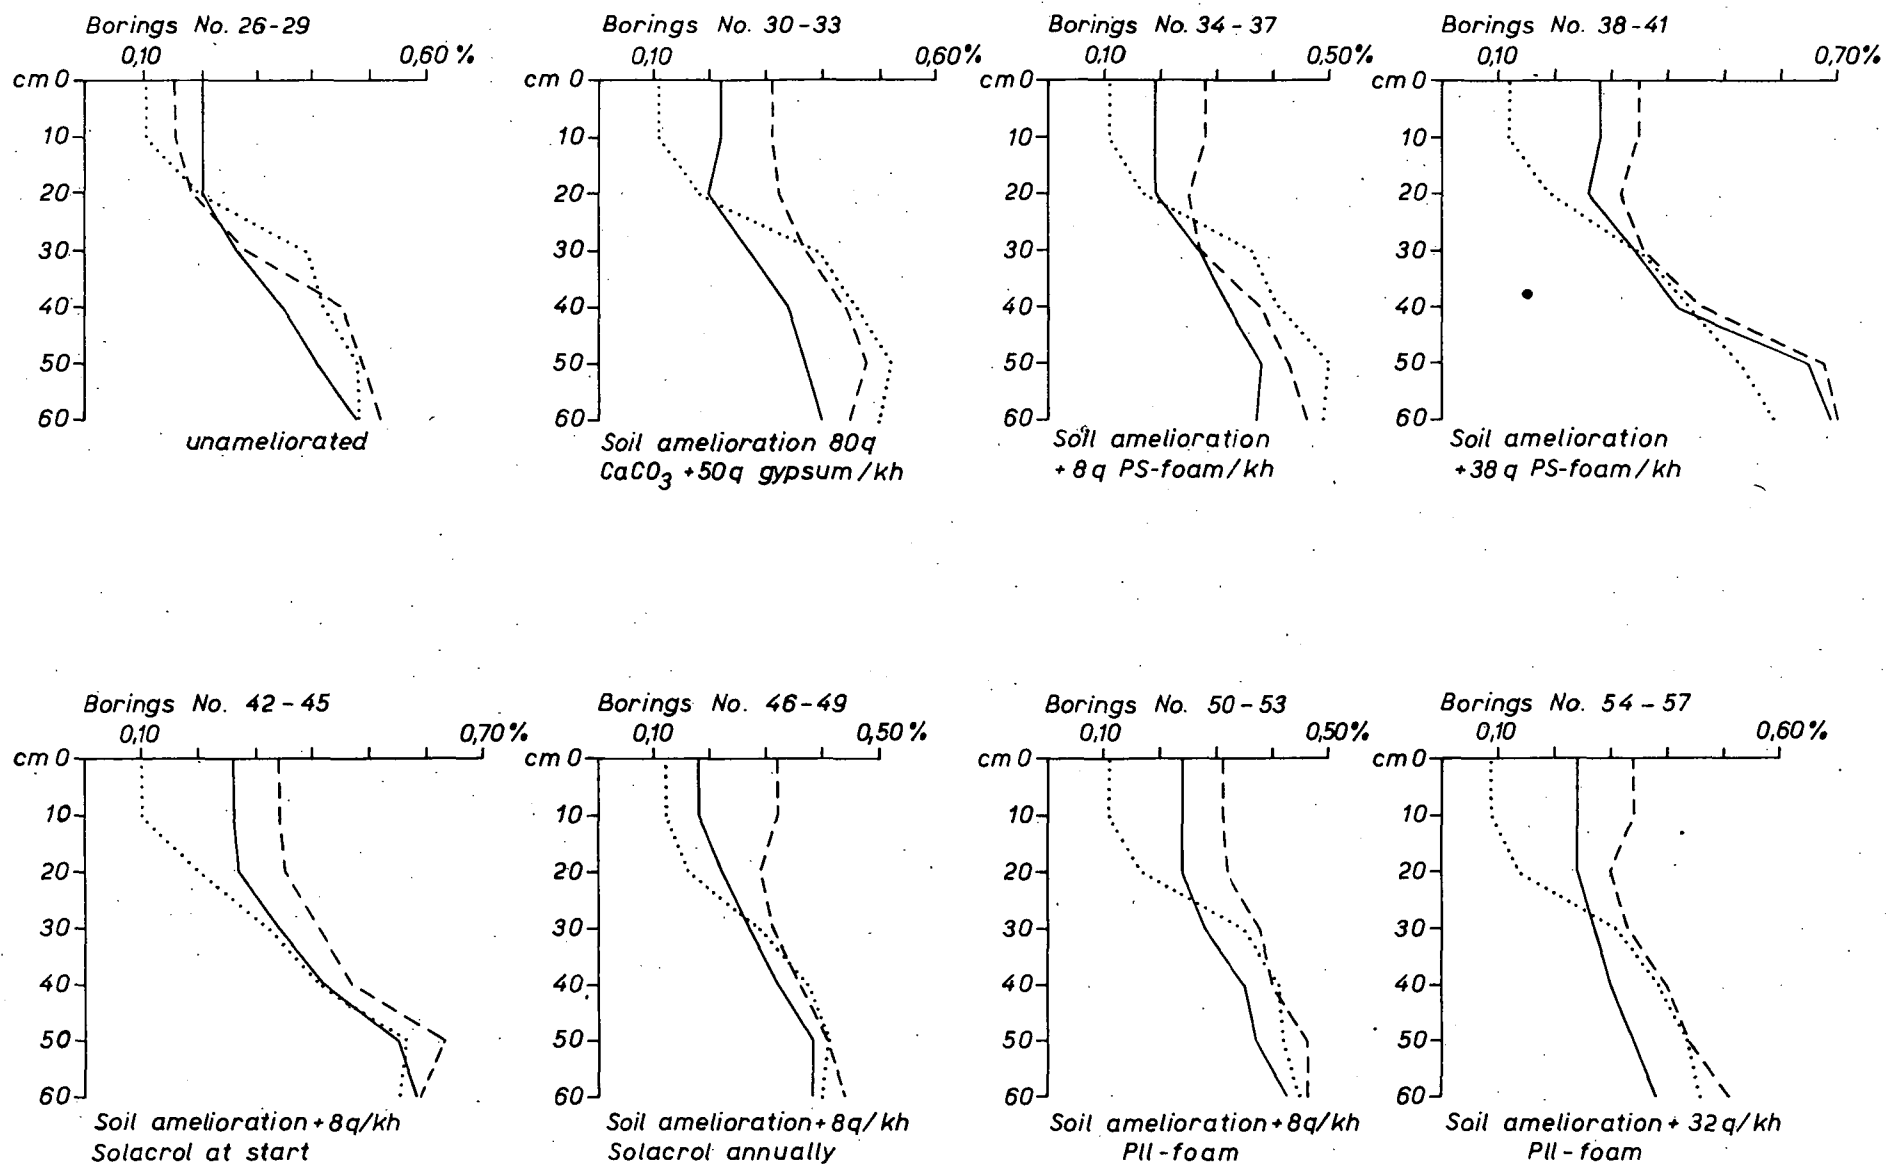 Borings No. 26-29
0,10 0,60%
cm 0
10
20
30
40
50
60
unameliorated
Borings No. 30-33
0,10 0,60%
cm 0
10
20
30
40
50
60
Soil amelioration 80q
CaCO3 +50q gypsum/kh
Borings No. 34-37
0,10 0,50%
cm 0
10
20
30
40
50
60
Soil amelioration
+8q PS-foam/kh
Borings No. 38-41
0,10 0,70%
cm 0
10
20
30
40
50
60
Soil amelioration
+38q PS-foam/kh
Borings No. 42-45
0,10 0,70%
cm 0
10
20
30
40
50
60
Soil amelioration+8q/kh
Solacrol at start
Borings No. 46-49
0,10 0,50%
cm 0
10
20
30
40
50
60
Soil amelioration+8q/kh
Solacrol annually
Borings No. 50-53
0,10 0,50%
cm 0
10
20
30
40
50
60
Soil amelioration+8q/kh
PII-foam
Borings No. 54-57
0,10 0,60%
cm 0
10
20
30
40
50
60
Soil amelioration + 32q/kh
PII-foam